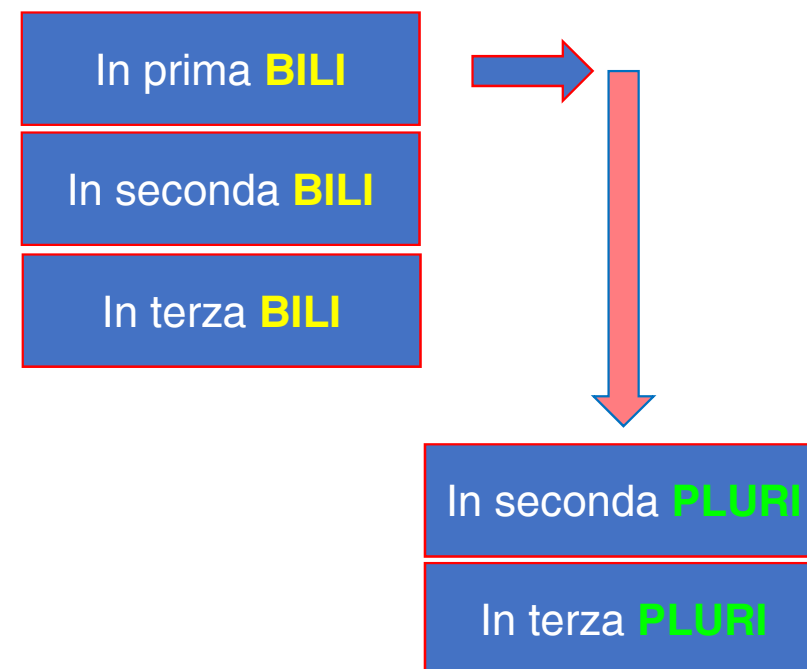 In prima BILI
In seconda BILI
In terza BILI
In seconda PLURI
In terza PLURI